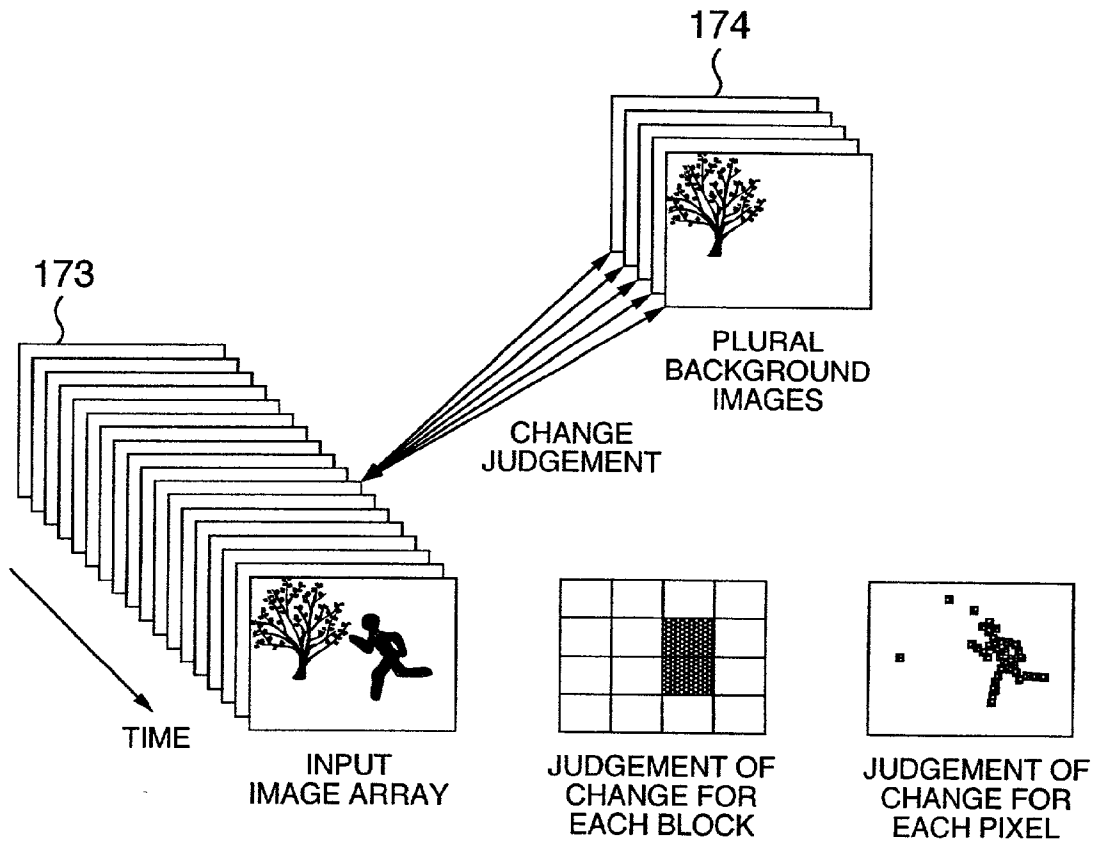 174
173
PLURAL
BACKGROUND
IMAGES
CHANGE
JUDGEMENT
TIME
INPUT
IMAGE ARRAY
JUDGEMENT OF
CHANGE FOR
EACH BLOCK
JUDGEMENT OF
CHANGE FOR
EACH PIXEL